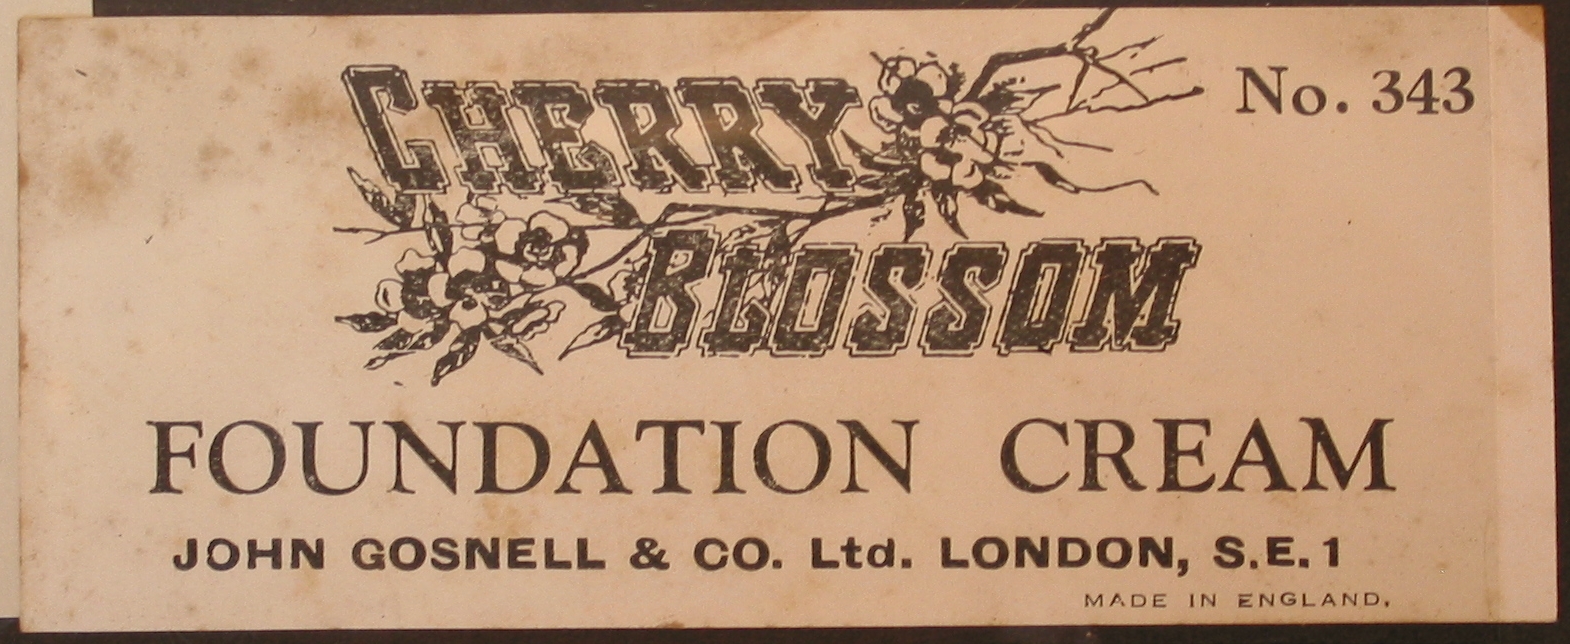 CHERRY
No. 343
BLOSSOM
FOUNDATION CREAM
JOHN GOSNELL & CO. Ltd. LONDON, S.E.1
MADE IN ENGLAND.